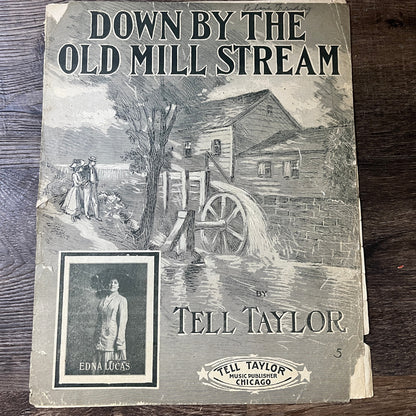 DOWN BY THE
OLD MILL STREAM
BY
TELL TAYLOR
EDNA LUCAS
5
TELL TAYLOR
MUSIC PUBLISHER
CHICAGO